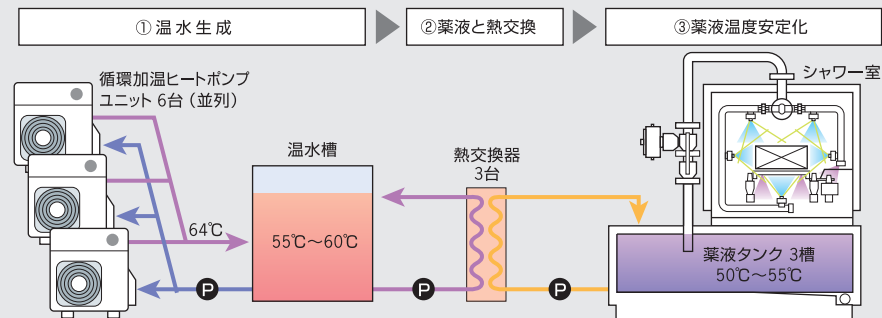 ①温水生成
②薬液と熱交換
③薬液温度安定化
循環加温ヒートポンプ
ユニット 6台（並列）
64℃
温水槽
55℃～60℃
熱交換器
3台
シャワー室
薬液タンク 3槽
50℃～55℃
P
P
P